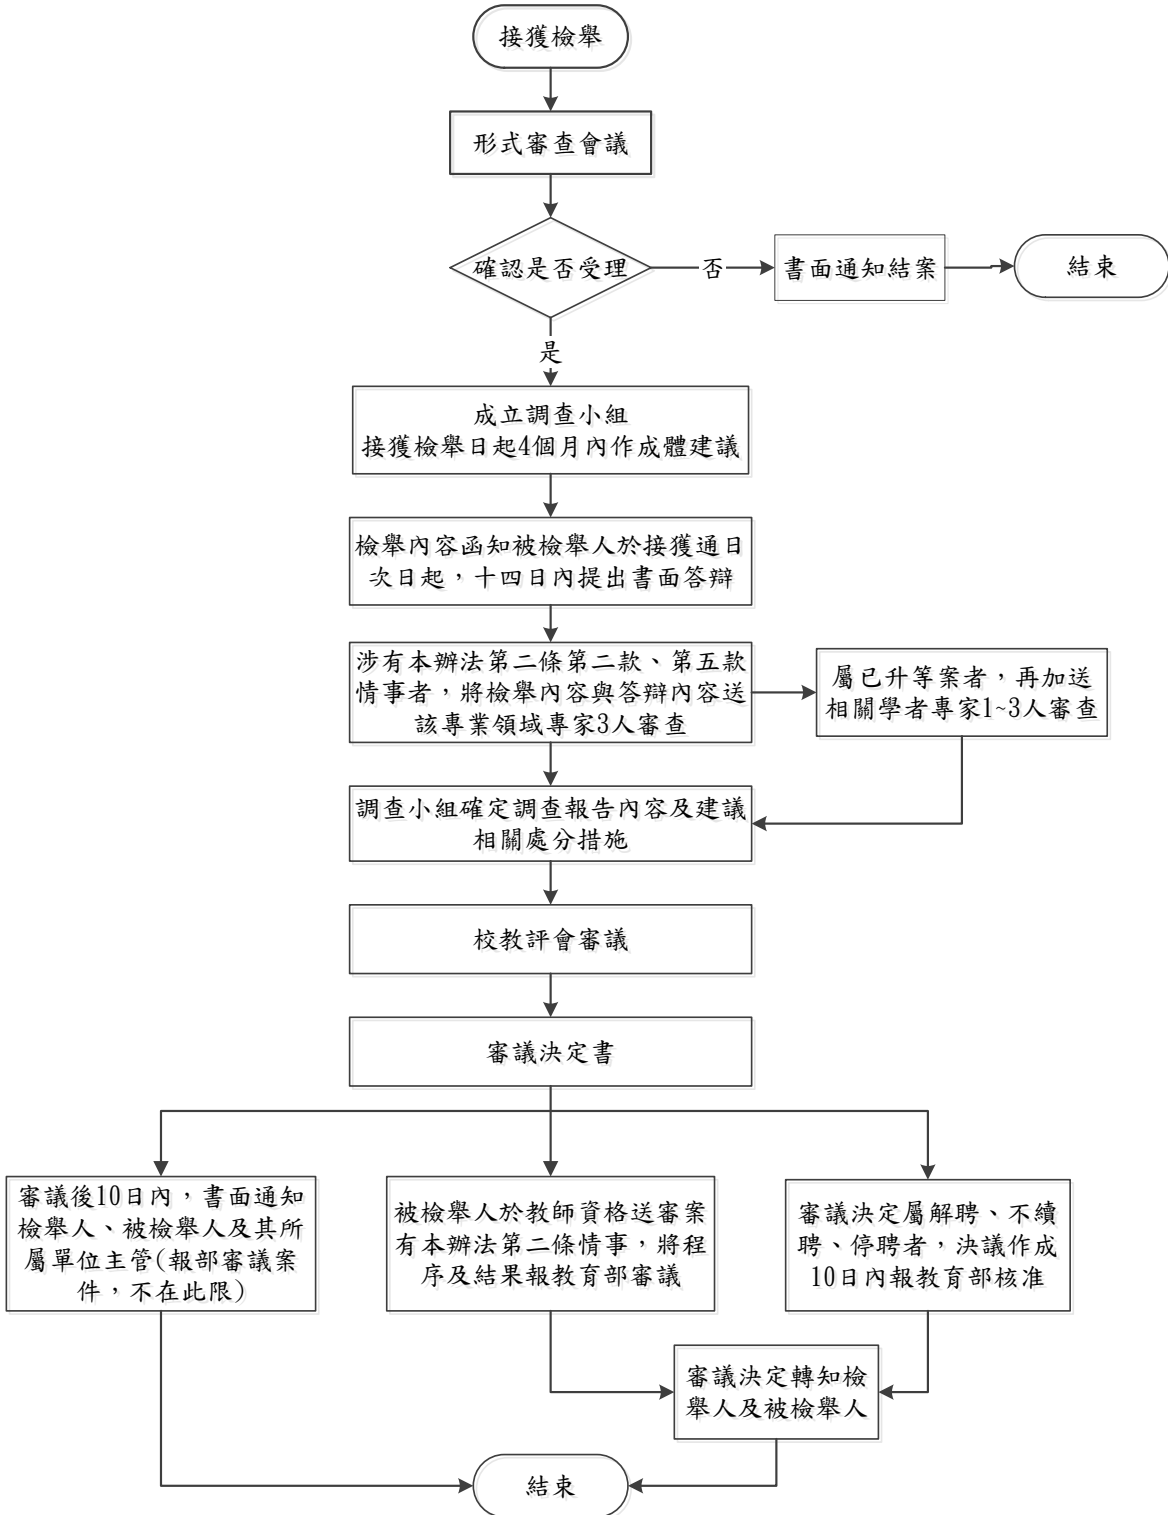 接獲檢舉
形式審查會議
確認是否受理
否
書面通知結案
結束
是
成立調查小組
接獲檢舉日起4個月內作成體建議
檢舉內容函知被檢舉人於接獲通日
次日起，十四日內提出書面答辯
涉有本辦法第二條第二款、第五款
情事者，將檢舉內容與答辯內容送
該專業領域專家3人審查
屬已升等案者，再加送
相關學者專家1~3人審查
調查小組確定調查報告內容及建議
相關處分措施
校教評會審議
審議決定書
審議後10日內，書面通知
檢舉人、被檢舉人及其所
屬單位主管(報部審議案
件，不在此限)
被檢舉人於教師資格送審案
有本辦法第二條情事，將程
序及結果報教育部審議
審議決定屬解聘、不續
聘、停聘者，決議作成
10日內報教育部核准
審議決定轉知檢
舉人及被檢舉人
結束